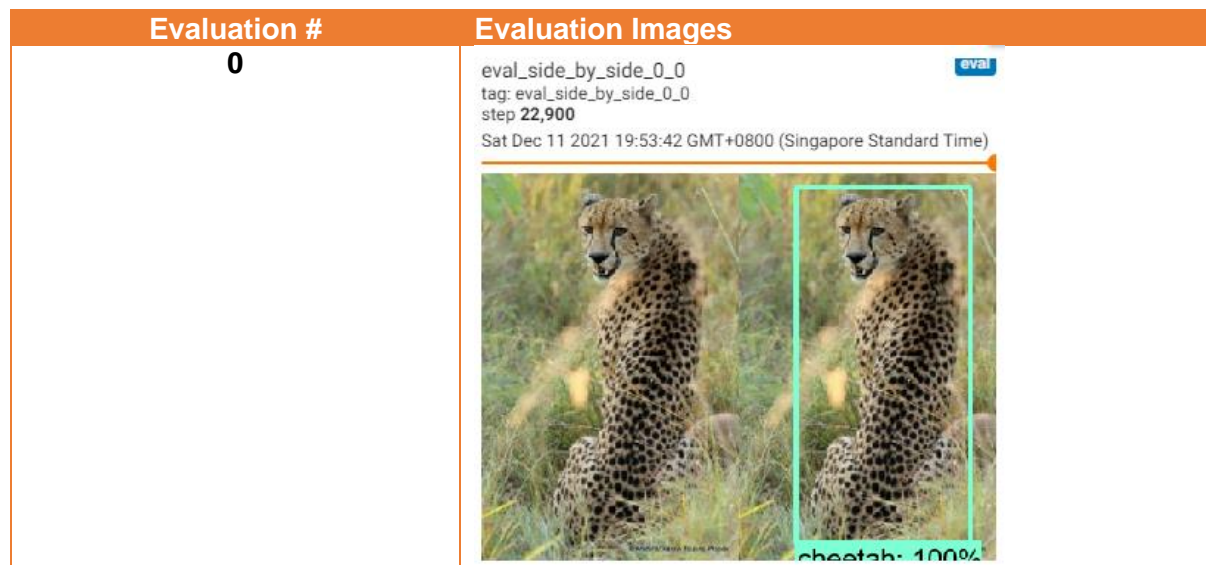 Evaluation # Evaluation Images
0
eval_side_by_side_0_0
eval
tag: eval_side_by_side_0_0
step 22,900
Sat Dec 11 2021 19:53:42 GMT+0800 (Singapore Standard Time)
cheetah: 100%